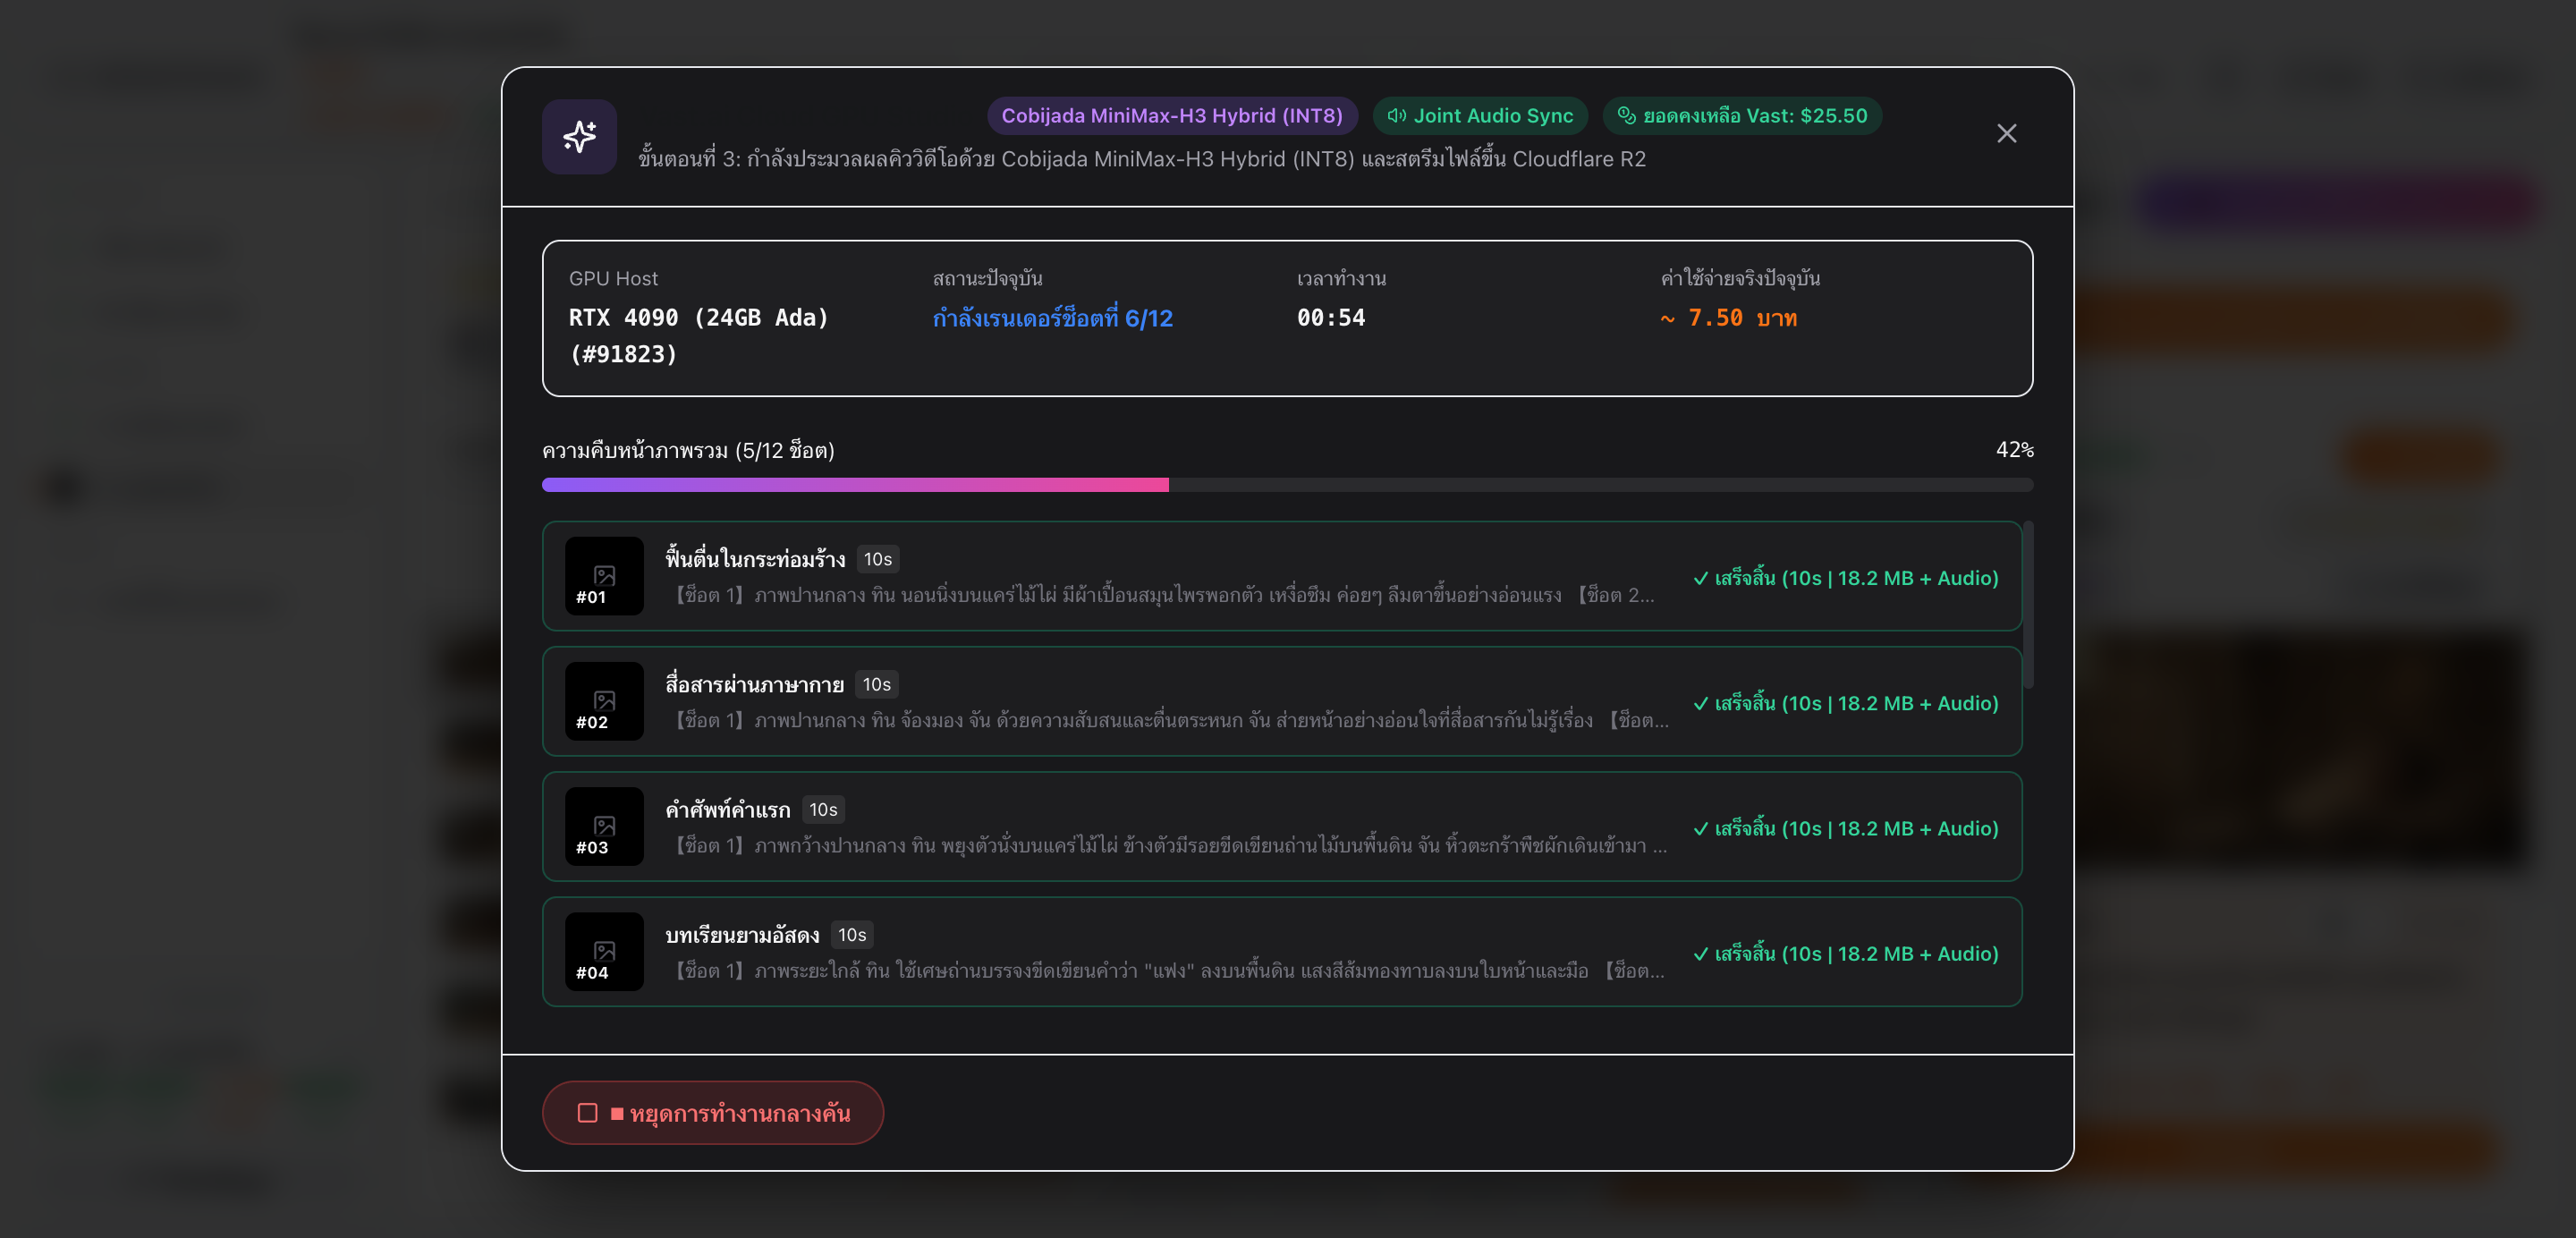 Cobijada MiniMax-H3 Hybrid (INT8)
Joint Audio Sync
ยอดคงเหลือ Vast: $25.50
ขั้นตอนที่ 3: กำลังประมวลผลคิววิดีโอด้วย Cobijada MiniMax-H3 Hybrid (INT8) และสตรีมไฟล์ขึ้น Cloudflare R2
GPU Host
RTX 4090 (24GB Ada)
(#91823)
สถานะปัจจุบัน
กำลังเรนเดอร์ช็อตที่ 6/12
เวลาทำงาน
00:54
ค่าใช้จ่ายจริงปัจจุบัน
~ 7.50 บาท
ความคืบหน้าภาพรวม (5/12 ช็อต)
42%
#01
ฟื้นตื่นในกระท่อมร้าง 10s
【ช็อต 1】ภาพปานกลาง ทิน นอนนิ่งบนแคร่ไม้ไผ่ มีผ้าเปื้อนสมุนไพรพอกตัว เหงื่อซึม ค่อยๆ ลืมตาขึ้นอย่างอ่อนแรง 【ช็อต 2...
✓ เสร็จสิ้น (10s | 18.2 MB + Audio)
#02
สื่อสารผ่านภาษากาย 10s
【ช็อต 1】ภาพปานกลาง ทิน จ้องมอง จัน ด้วยความสับสนและตื่นตระหนก จัน ส่ายหน้าอย่างอ่อนใจที่สื่อสารกันไม่รู้เรื่อง 【ช็อต...
✓ เสร็จสิ้น (10s | 18.2 MB + Audio)
#03
คำศัพท์คำแรก 10s
【ช็อต 1】ภาพกว้างปานกลาง ทิน พยุงตัวนั่งบนแคร่ไม้ไผ่ ข้างตัวมีรอยขีดเขียนถ่านไม้บนพื้นดิน จัน หิ้วตะกร้าพืชผักเดินเข้ามา ...
✓ เสร็จสิ้น (10s | 18.2 MB + Audio)
#04
บทเรียนยามอัสดง 10s
【ช็อต 1】ภาพระยะใกล้ ทิน ใช้เศษถ่านบรรจงขีดเขียนคำว่า "แฟง" ลงบนพื้นดิน แสงสีส้มทองทาบลงบนใบหน้าและมือ 【ช็อต...
✓ เสร็จสิ้น (10s | 18.2 MB + Audio)
■ หยุดการทำงานกลางคัน